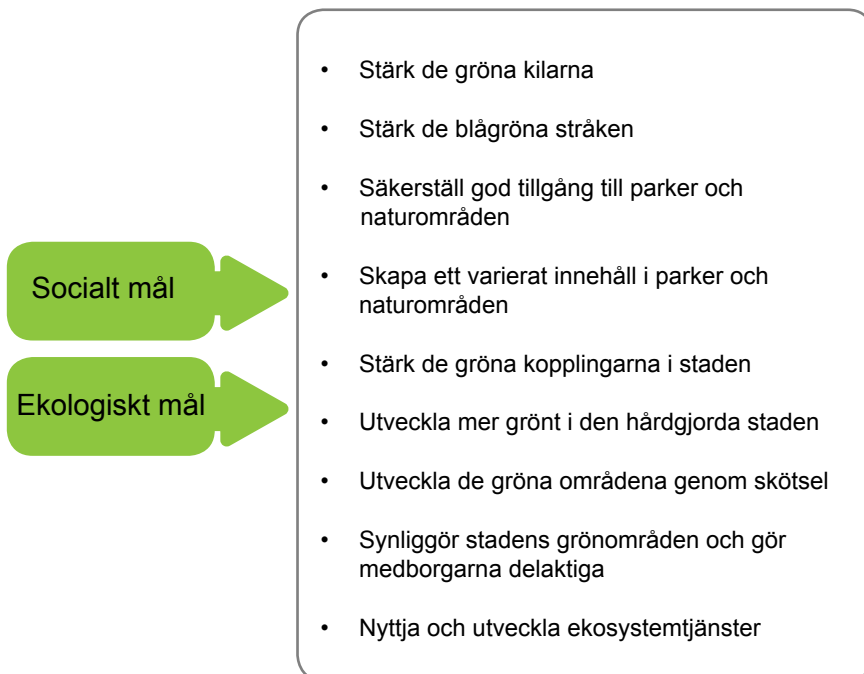 Socialt mål
Ekologiskt mål
• Stärk de gröna kilarna
• Stärk de blågröna stråken
• Säkerställ god tillgång till parker och
naturområden
• Skapa ett varierat innehåll i parker och
naturområden
• Stärk de gröna kopplingarna i staden
• Utveckla mer grönt i den hårdgjorda staden
• Utveckla de gröna områdena genom skötsel
• Synliggör stadens grönområden och gör
medborgarna delaktiga
• Nyttja och utveckla ekosystemtjänster